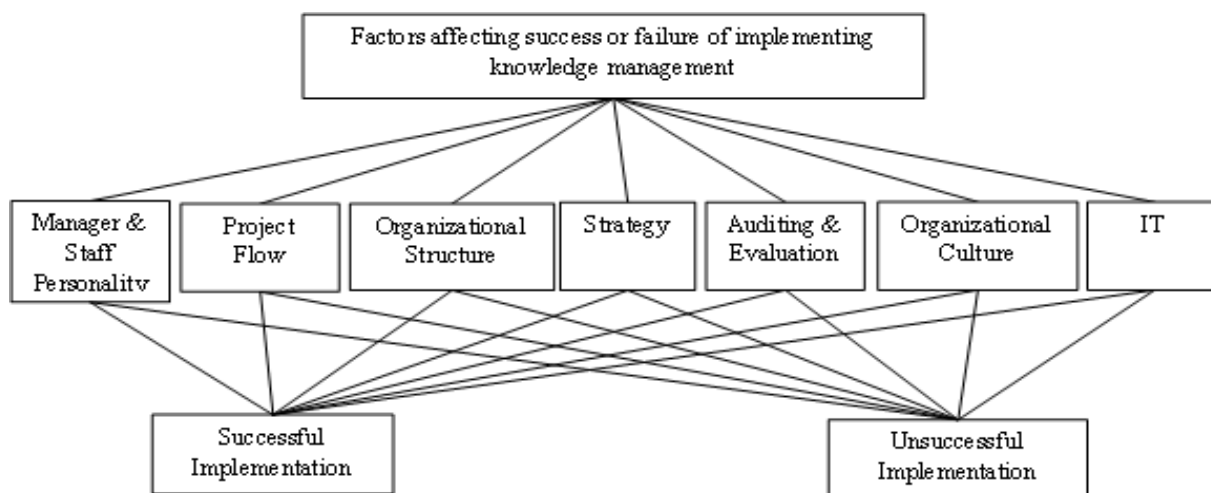 Factors affecting success or failure of implementing
knowledge management
Manager &
Staff
Personality
Project
Flow
Organizational
Structure
Strategy
Auditing &
Evaluation
Organizational
Culture
IT
Successful
Implementation
Unsuccessful
Implementation